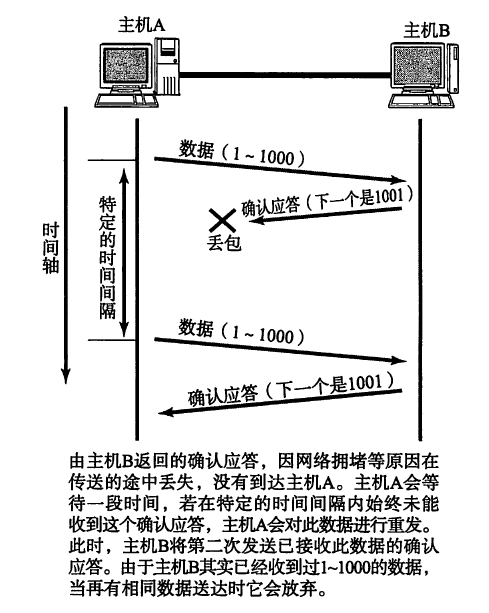 主机A
主机B
数据（1~1000）
确认应答（下一个是1001）
丢包
特定的时间间隔
时间轴
数据（1~1000）
确认应答（下一个是1001）
由主机B返回的确认应答，因网络拥堵等原因在
传送的途中丢失，没有到达主机A。主机A会等
待一段时间，若在特定的时间间隔内始终未能
收到这个确认应答，主机A会对此数据进行重发。
此时，主机B将第二次发送已接收此数据的确认
应答。由于主机B其实已经收到过1~1000的数据，
当再有相同数据送达时它会放弃。